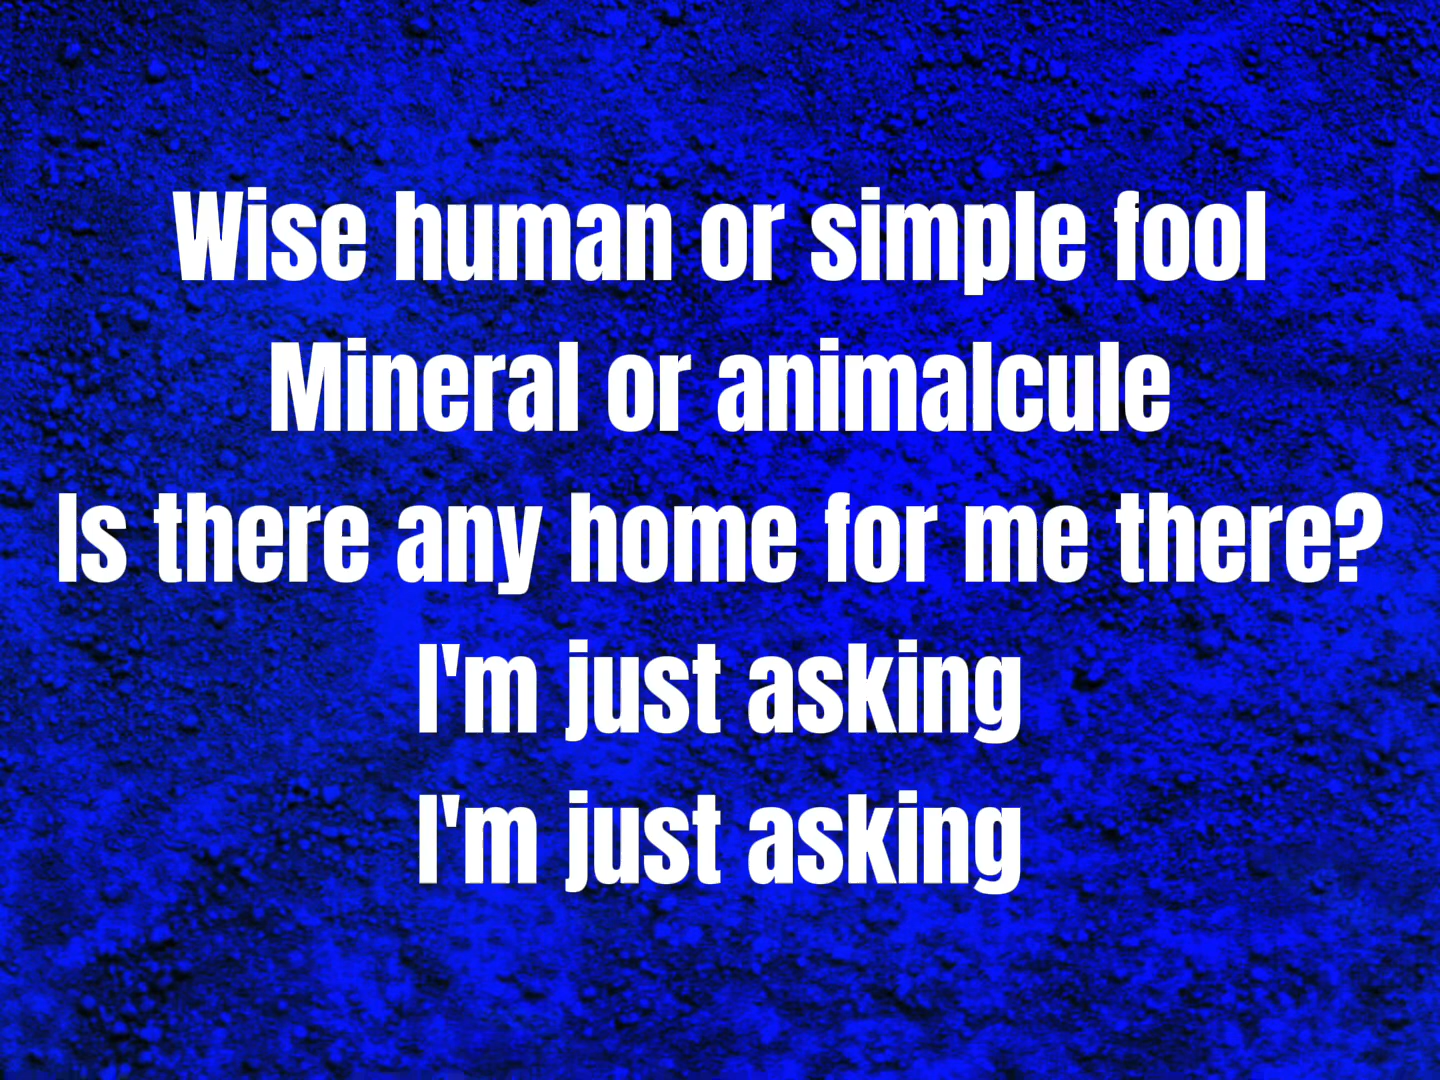 Wise human or simple fool
Mineral or animalcule
Is there any home for me there?
I'm just asking
I'm just asking